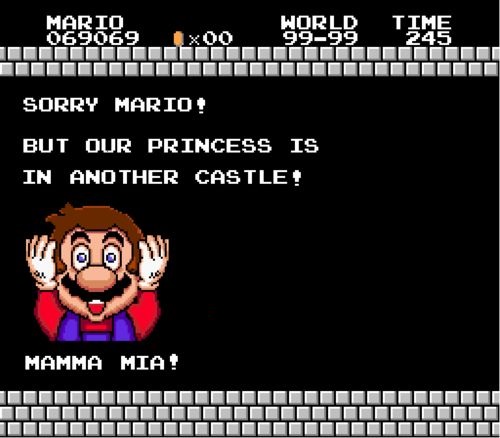 MARIO WORLD TIME
069069 ×00 99-99 245
SORRY MARIO!
BUT OUR PRINCESS IS
IN ANOTHER CASTLE!
MAMMA MIA!